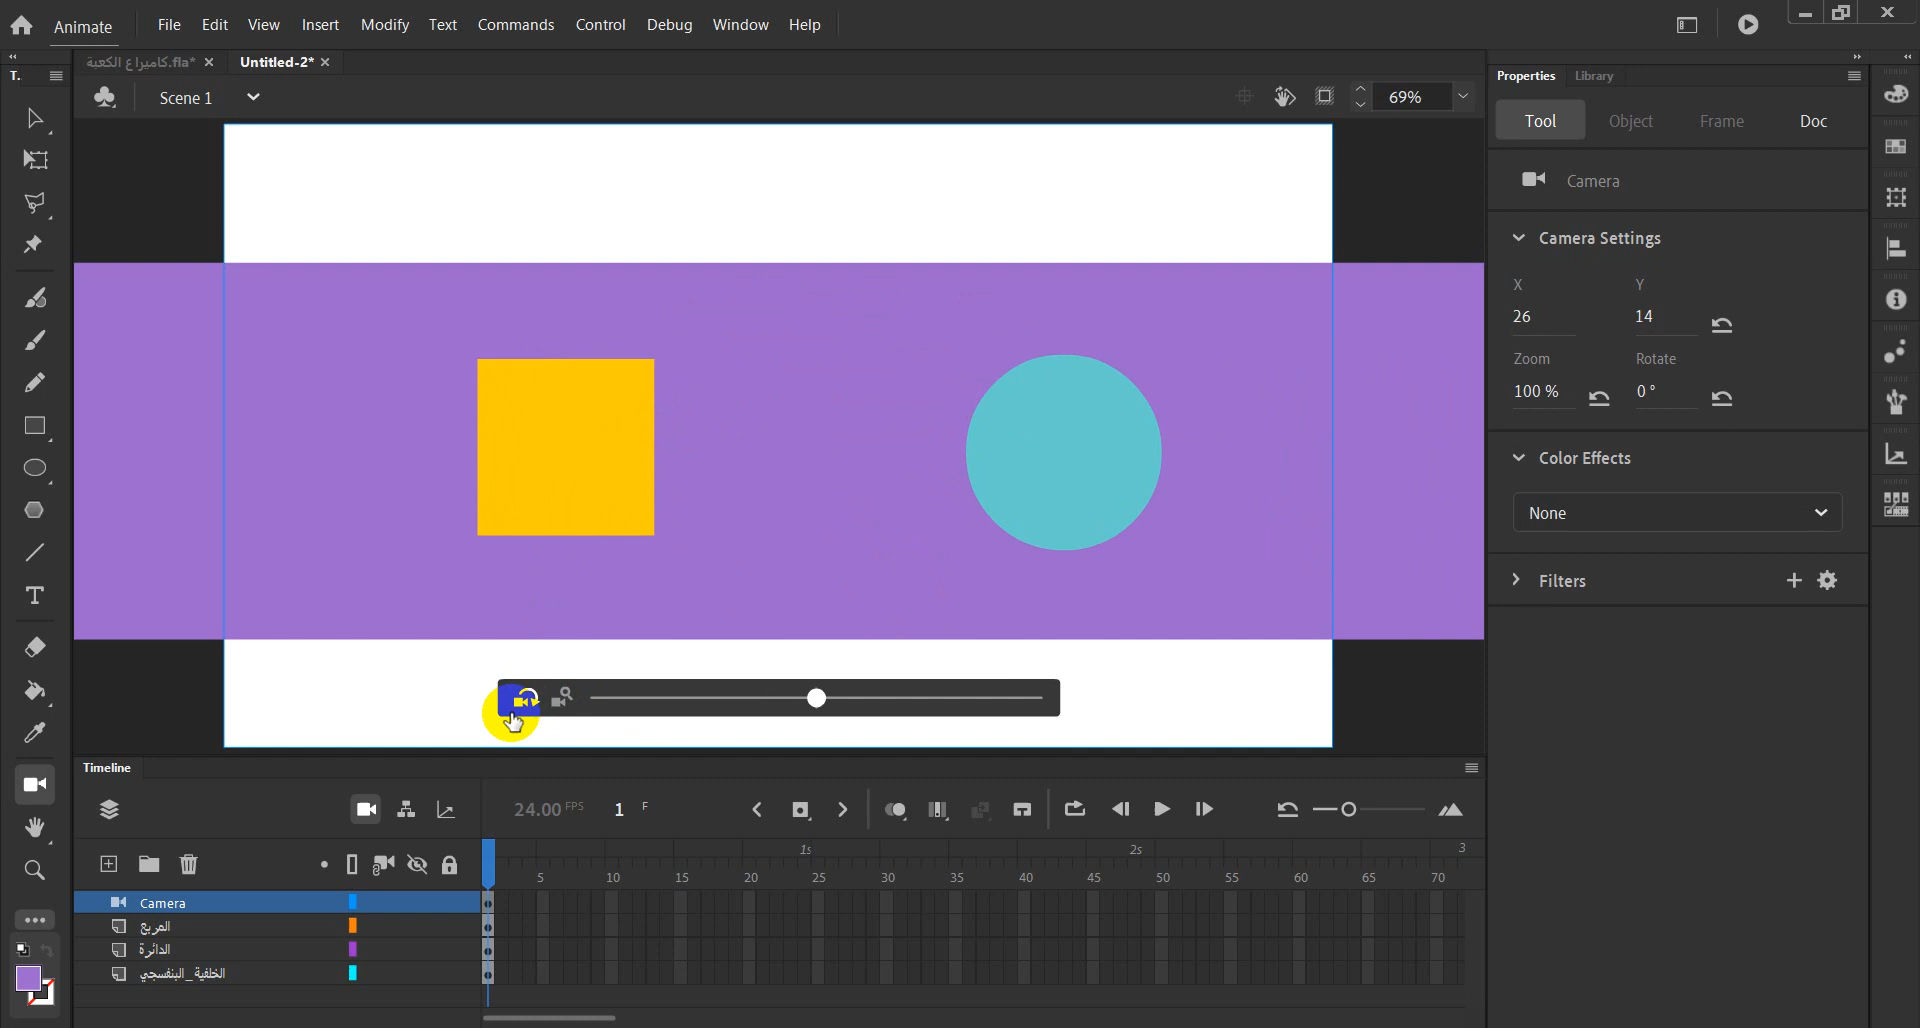 Animate File Edit View Insert Modify Text Commands Control Debug Window Help
كاميرا ع الكعبة.fla* Untitled-2*
T.
Scene 1 69%
Properties Library
Tool Object Frame Doc
Camera
Camera Settings
X Y
26 14
Zoom Rotate
100 % 0°
Color Effects
None
Filters
Timeline
24.00 FPS 1 F
1s 2s 3
5 10 15 20 25 30 35 40 45 50 55 60 65 70
Camera
المربع
الدائرة
الخلفية_البنفسجي